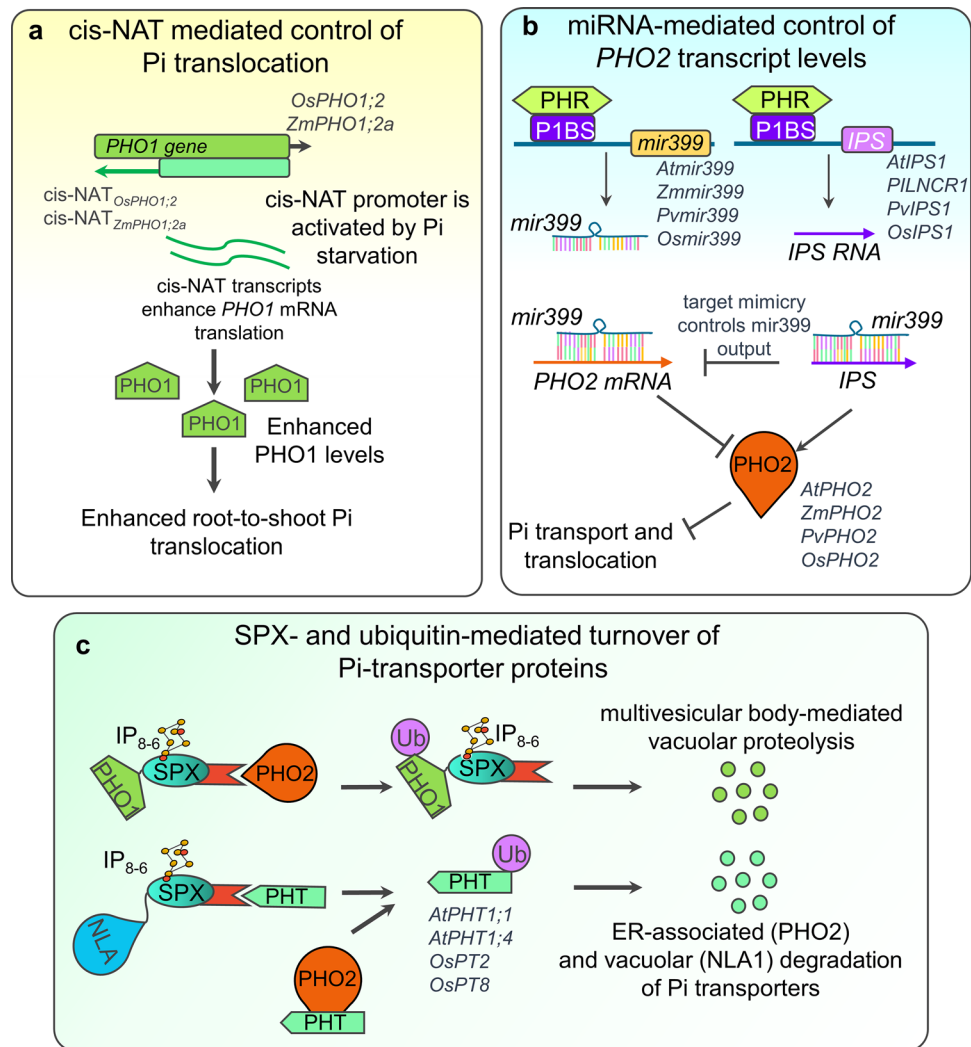 a
cis-NAT mediated control of
Pi translocation
OsPHO1;2
ZmPHO1;2a
PHO1 gene
cis-NAT OsPHO1;2
cis-NAT ZmPHO1;2a
cis-NAT promoter is
activated by Pi
starvation
cis-NAT transcripts
enhance PHO1 mRNA
translation
PHO1
PHO1
PHO1
Enhanced
PHO1 levels
Enhanced root-to-shoot Pi
translocation
b
miRNA-mediated control of
PHO2 transcript levels
PHR
P1BS
mir399
Atmir399
Zmmir399
Pvmir399
Osmir399
mir399
PHR
P1BS
IPS
AtIPS1
PILNCR1
PvIPS1
OsIPS1
IPS RNA
mir399
PHO2 mRNA
target mimicry
controls mir399
output
mir399
IPS
PHO2
AtPHO2
ZmPHO2
PvPHO2
OsPHO2
Pi transport and
translocation
c
SPX- and ubiquitin-mediated turnover of
Pi-transporter proteins
IP8-6
PHO1
SPX
PHO2
Ub
IP8-6
PHO1
SPX
multivesicular body-mediated
vacuolar proteolysis
IP8-6
SPX
PHT
NLA
PHO2
PHT
Ub
PHT
AtPHT1;1
AtPHT1;4
OsPT2
OsPT8
ER-associated (PHO2)
and vacuolar (NLA1) degradation
of Pi transporters